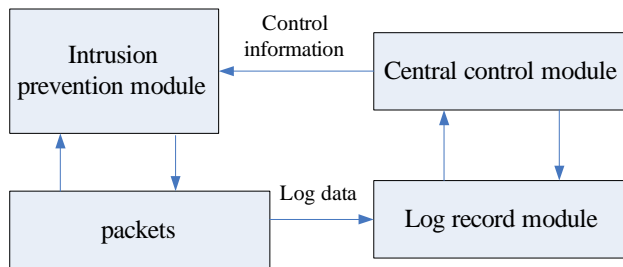 Intrusion
prevention module
Control
information
Central control module
packets
Log data
Log record module